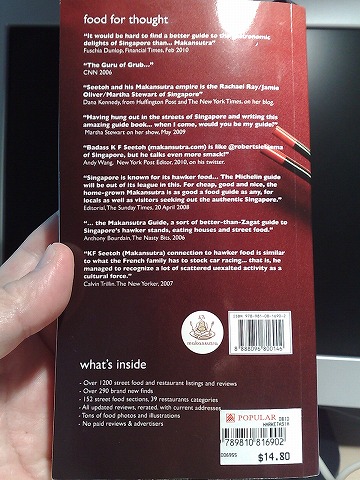 food for thought
"It would be hard to find a better guide to the gastronomic
delights of Singapore than... Makansutra"
Fuschia Dunlop, Financial Times, Feb 2010
"The Guru of Grub..."
CNN 2006
"Seetoh and his Makansutra empire is the Rachael Ray/Jamie
Oliver/Martha Stewart of Singapore"
Dana Kennedy, from Huffington Post and The New York Times, on her blog.
"Having hung out in the streets of Singapore and writing this
amazing guide book... when I come, would you be my guide?"
Martha Stewart on her show, May 2009
"Badass K F Seetoh (makansutra.com) is like @robertsietsema
of Singapore, but he talks even more smack!"
Andy Wang, New York Post Editor, 2010, on his twitter.
"Singapore is known for its hawker food... The Michelin guide
will be out of its league in this. For cheap, good and nice, the
home-grown Makansutra is as good a food guide as any, for
locals as well as visitors seeking out the authentic Singapore."
Editorial, The Sunday Times, 20 April 2008
"... the Makansutra Guide, a sort of better-than-Zagat guide to
Singapore's hawker stands, eating houses and street food."
Anthony Bourdain, The Nasty Bits, 2006
"KF Seetoh (Makansutra) connection to hawker food is similar
to what the French family has to stock car racing... that is, he
managed to recognize a lot of scattered uexalted activity as a
cultural force."
Calvin Trillin, The New Yorker, 2007
makansutra
ISBN 978-981-08-1690-2
8 888096 800146
what's inside
- Over 1200 street food and restaurant listings and reviews
- Over 290 brand new finds
- 152 street food sections, 39 restaurants categories
- All updated reviews, rerated, with current addresses
- Tons of food photos and illustrations
- No paid reviews & advertisers
POPULAR
9789810816902
$14.80